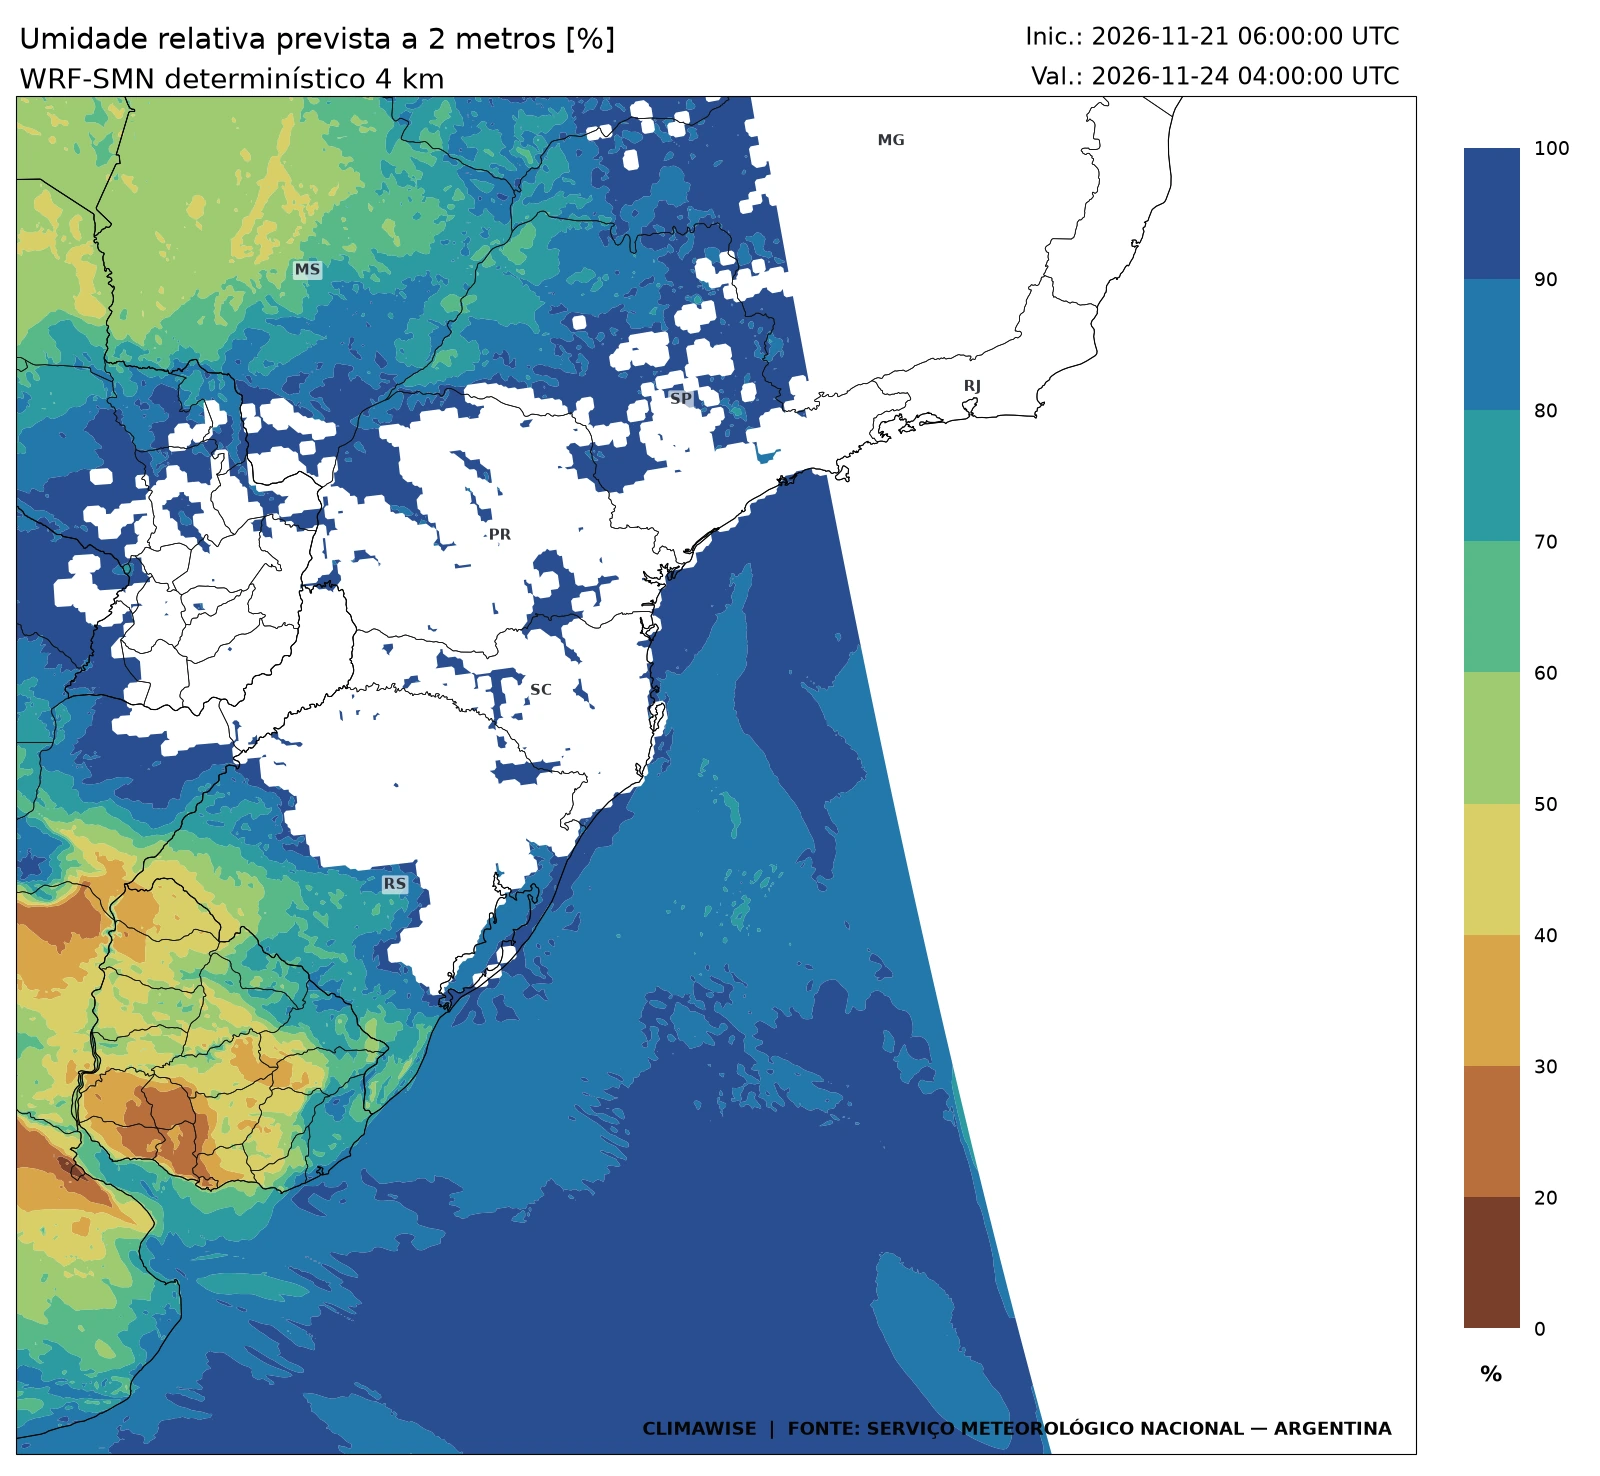 Umidade relativa prevista a 2 metros [%]
WRF-SMN determinístico 4 km
Inic.: 2026-11-21 06:00:00 UTC
Val.: 2026-11-24 04:00:00 UTC
MG
MS
RJ
SP
PR
SC
RS
100
90
80
70
60
50
40
30
20
0
%
CLIMAWISE | FONTE: SERVIÇO METEOROLÓGICO NACIONAL — ARGENTINA